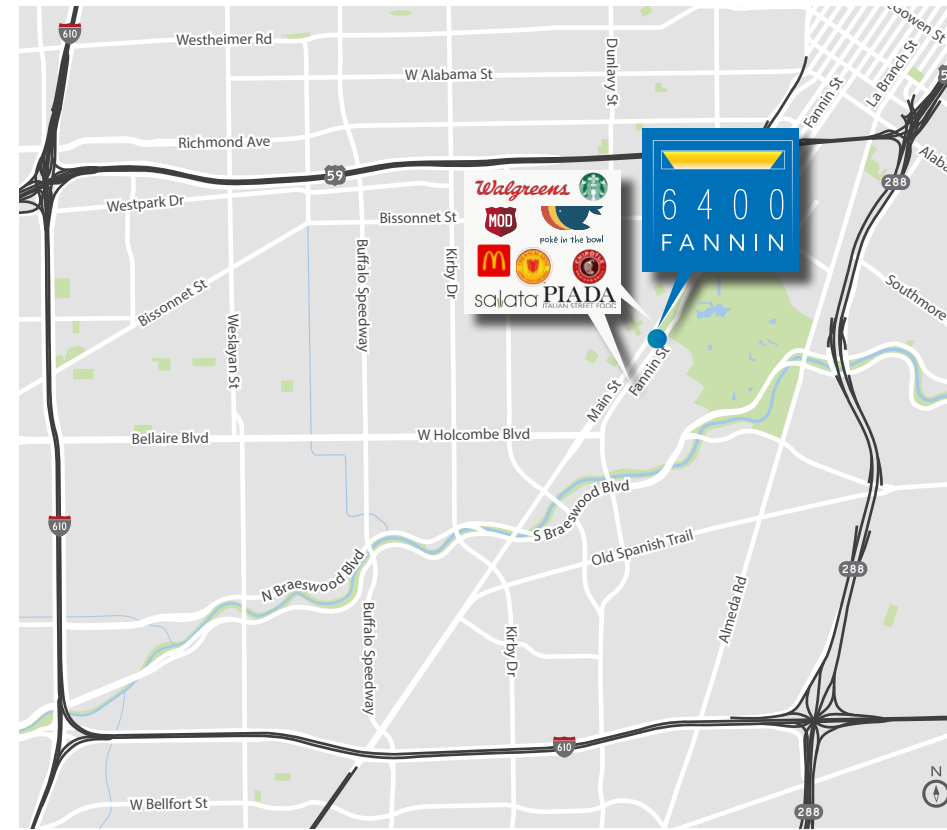 610
Westheimer Rd
Gowen St
W Alabama St
Dunlavy St
La Branch St
Fannin St
Richmond Ave
59
288
Westpark Dr
Bissonnet St
Walgreens
MOD
poke in the bowl
CHIPOTLE
salata
PIADA
ITALIAN STREET FOOD
6400
FANNIN
Buffalo Speedway
Kirby Dr
Bissonnet St
Weslayan St
Southmore
Main St
Fannin St
Bellaire Blvd
W Holcombe Blvd
610
S Braeswood Blvd
Old Spanish Trail
N Braeswood Blvd
288
Almeda Rd
Buffalo Speedway
Kirby Dr
610
W Bellfort St
288
N